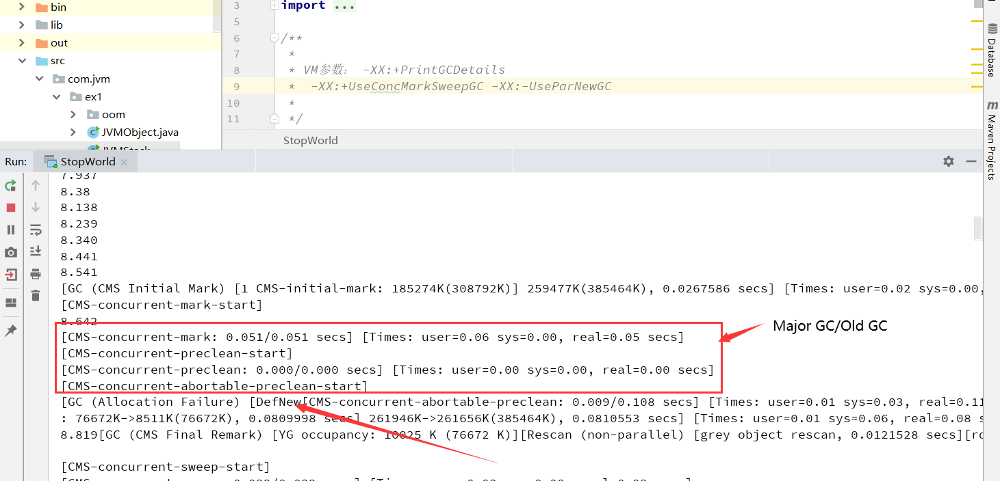 bin
lib
out
src
com.jvm
ex1
oom
JVMObject.java
JVMStack
3 import ...
5
6 /**
7 *
8 * VM参数: -XX:+PrintGCDetails
9 * -XX:+UseConcMarkSweepGC -XX:-UseParNewGC
10 *
11 */
StopWorld
Database
m Maven Projects
Run: StopWorld
7.937
8.38
8.138
8.239
8.340
8.441
8.541
[GC (CMS Initial Mark) [1 CMS-initial-mark: 185274K(308792K)] 259477K(385464K), 0.0267586 secs] [Times: user=0.02 sys=0.00,
[CMS-concurrent-mark-start]
8.642
[CMS-concurrent-mark: 0.051/0.051 secs] [Times: user=0.06 sys=0.00, real=0.05 secs]
Major GC/Old GC
[CMS-concurrent-preclean-start]
[CMS-concurrent-preclean: 0.000/0.000 secs] [Times: user=0.00 sys=0.00, real=0.00 secs]
[CMS-concurrent-abortable-preclean-start]
[GC (Allocation Failure) [DefNew[CMS-concurrent-abortable-preclean: 0.009/0.108 secs] [Times: user=0.01 sys=0.03, real=0.11
: 76672K->8511K(76672K), 0.0809998 secs] 261946K->261656K(385464K), 0.0810553 secs] [Times: user=0.01 sys=0.06, real=0.08 s
8.819[GC (CMS Final Remark) [YG occupancy: 10025 K (76672 K)][Rescan (non-parallel) [grey object rescan, 0.0121528 secs][ro
[CMS-concurrent-sweep-start]